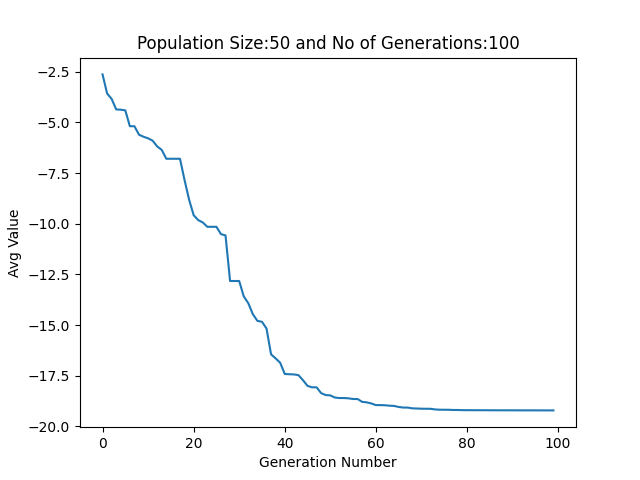 Population Size:50 and No of Generations:100
−2.5
−5.0
−7.5
−10.0
−12.5
−15.0
−17.5
−20.0
Avg Value
0 20 40 60 80 100
Generation Number